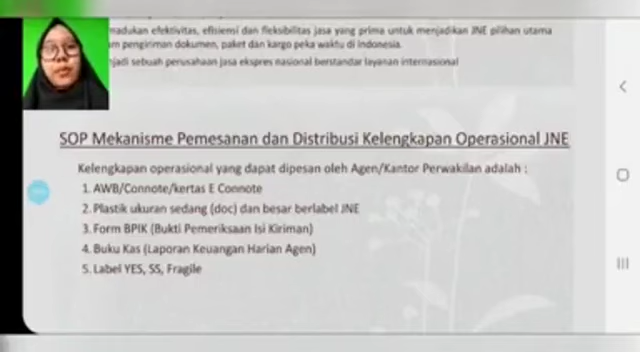 madukan efektivitas, efisiensi dan fleksibilitas jasa yang prima untuk menjadikan JNE pilihan utama
m pengiriman dokumen, paket dan kargo peka waktu di Indonesia.
jadi sebuah perusahaan jasa ekspres nasional berstandar layanan internasional
SOP Mekanisme Pemesanan dan Distribusi Kelengkapan Operasional JNE
Kelengkapan operasional yang dapat dipesan oleh Agen/Kantor Perwakilan adalah :
1. AWB/Connote/kertas E Connote
2. Plastik ukuran sedang (doc) dan besar berlabel JNE
3. Form BPIK (Bukti Pemeriksaan Isi Kiriman)
4. Buku Kas (Laporan Keuangan Harian Agen)
5. Label YES, SS, Fragile